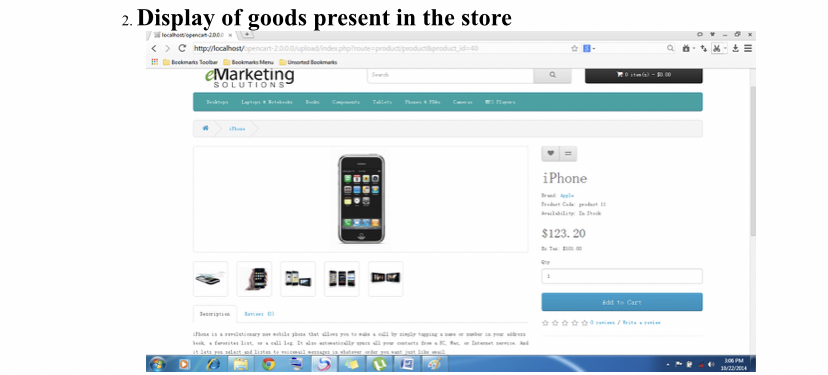 2. Display of goods present in the store
localhost/opencart-2.0.0.0
http://localhost/opencart-2.0.0.0/upload/index.php?route=product/product&product_id=40
Bookmarks Toolbar Bookmarks Menu Unsorted Bookmarks
eMarketing
SOLUTIONS
Search
0 item(s) - $0.00
Desktops Laptops & Notebooks Books Components Tablets Phones & PDAs Cameras MP3 Players
iPhone
iPhone
Brand: Apple
Product Code: product 11
Availability: In Stock
$123.20
Ex Tax: $101.00
Qty
1
Add to Cart
0 reviews / Write a review
Description Reviews (0)
iPhone is a revolutionary new mobile phone that allows you to make a call by simply tapping a name or number in your address
book, a favorites list, or a call log. It also automatically syncs all your contacts from a PC, Mac, or Internet service. And
it lets you select and listen to voicemail messages in whatever order you want just like email.
3:06 PM
10/22/2014